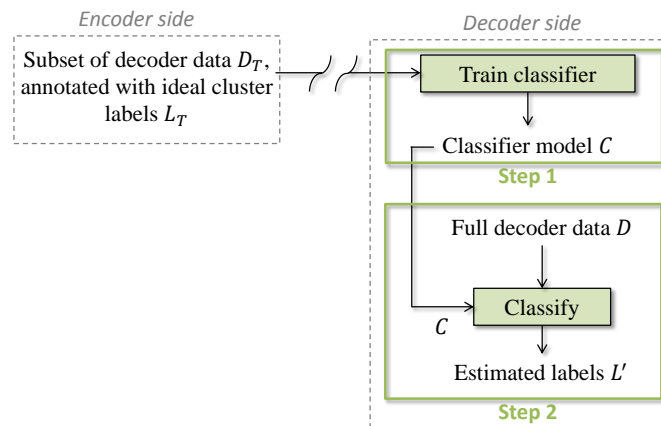 Encoder side
Subset of decoder data D_T,
annotated with ideal cluster
labels L_T
Decoder side
Train classifier
Classifier model C
Step 1
Full decoder data D
Classify
C
Estimated labels L′
Step 2